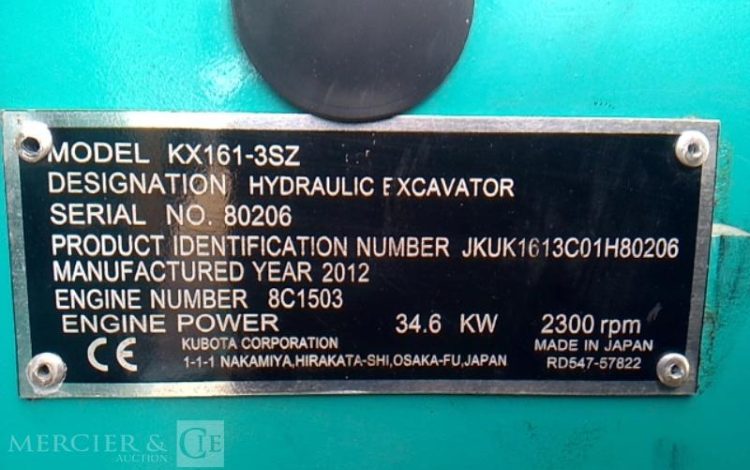 MODEL KX161-3SZ
DESIGNATION HYDRAULIC EXCAVATOR
SERIAL NO. 80206
PRODUCT IDENTIFICATION NUMBER JKUK1613C01H80206
MANUFACTURED YEAR 2012
ENGINE NUMBER 8C1503
ENGINE POWER 34.6 KW 2300 rpm
CE
KUBOTA CORPORATION
1-1-1 NAKAMIYA,HIRAKATA-SHI,OSAKA-FU,JAPAN
MADE IN JAPAN
RD547-57822
MERCIER & CIE
AUCTION